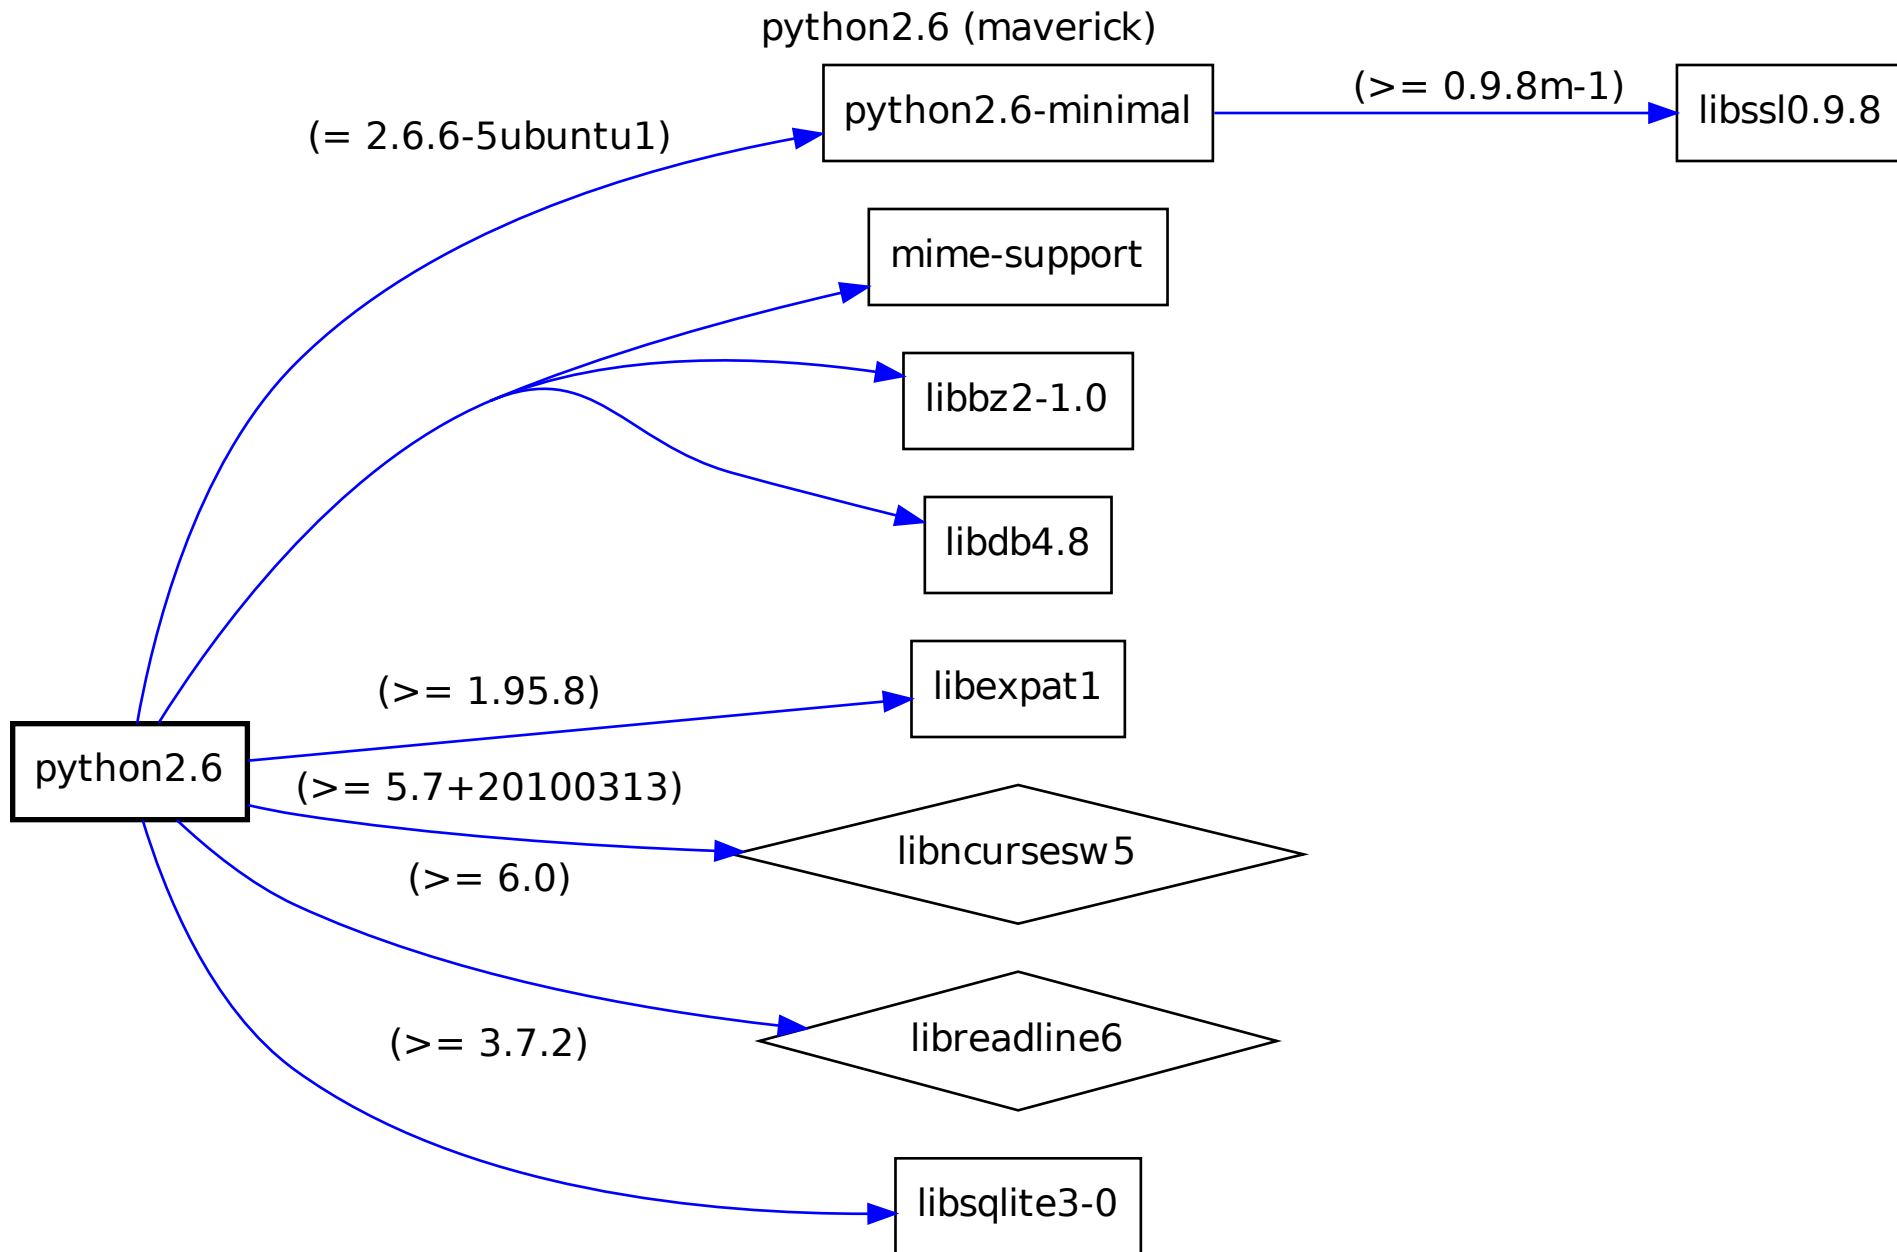 python2.6 (maverick)
(= 2.6.6-5ubuntu1)
python2.6-minimal
(>= 0.9.8m-1)
libssl0.9.8
mime-support
libbz2-1.0
libdb4.8
(>= 1.95.8)
libexpat1
python2.6
(>= 5.7+20100313)
libncursesw5
(>= 6.0)
libreadline6
(>= 3.7.2)
libsqlite3-0